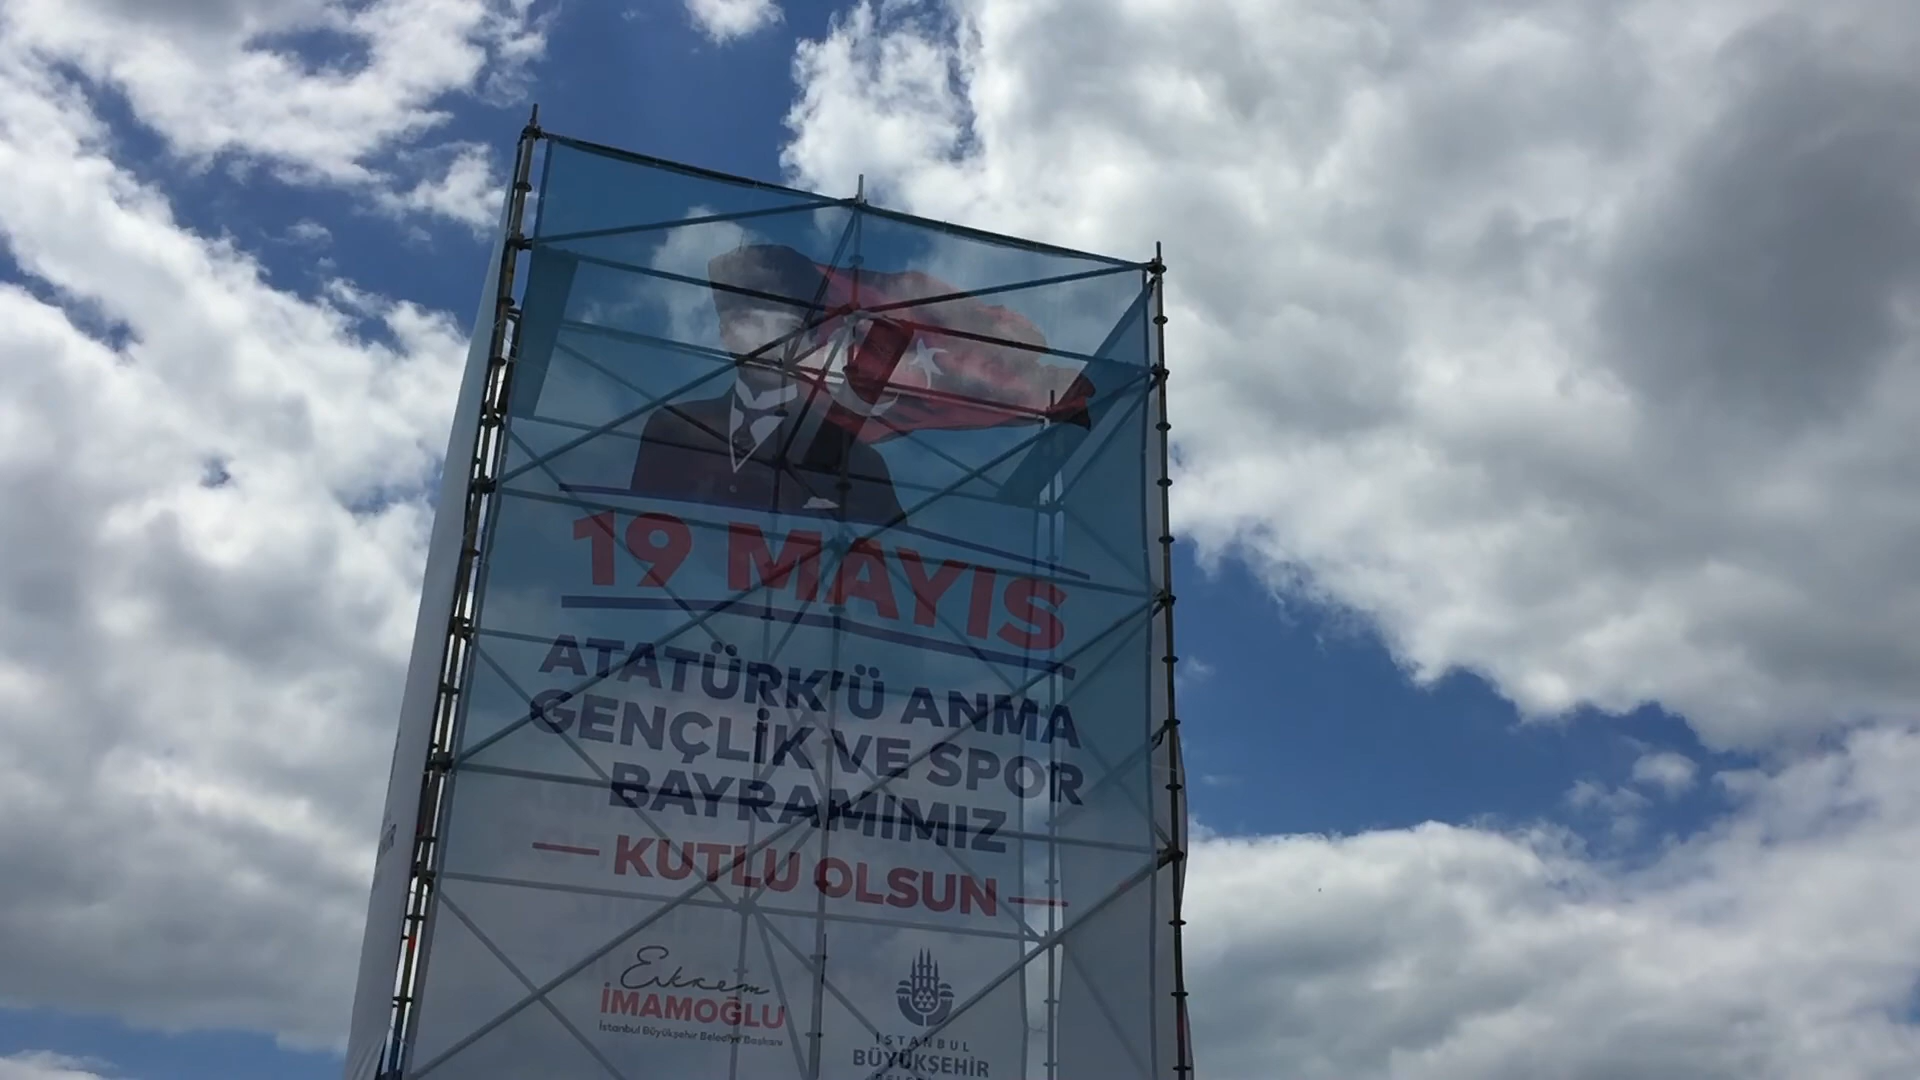 19 MAYIS
ATATÜRK'Ü ANMA
GENÇLİK VE SPOR
BAYRAMIMIZ
KUTLU OLSUN
Ekrem
İMAMOĞLU
İstanbul Büyükşehir Belediye Başkanı
İSTANBUL
BÜYÜKŞEHİR